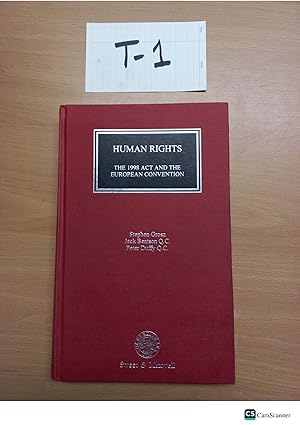 T-1
HUMAN RIGHTS
THE 1998 ACT AND THE
EUROPEAN CONVENTION
Stephen Grosz
Jack Beatson Q.C.
Peter Duffy Q.C.
Sweet & Maxwell
CS CamScanner